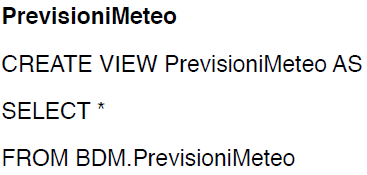 PrevisioniMeteo
CREATE VIEW PrevisioniMeteo AS
SELECT *
FROM BDM.PrevisioniMeteo